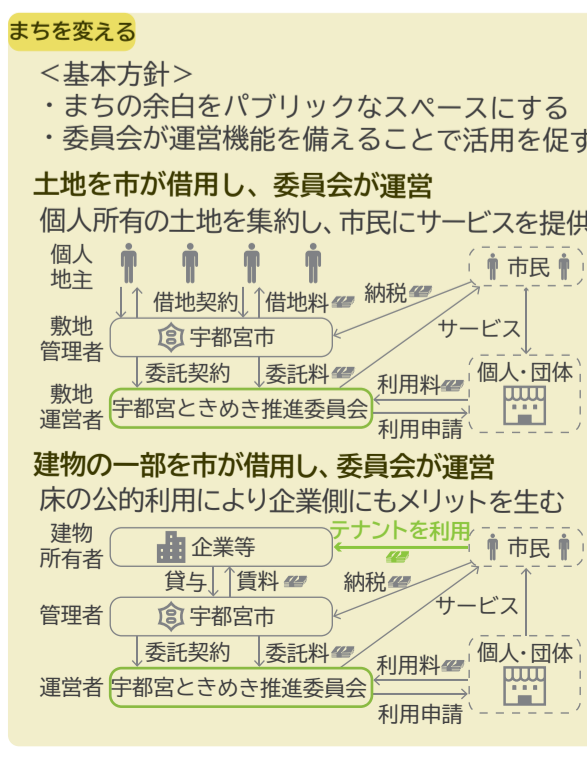 まちを変える
＜基本方針＞
・まちの余白をパブリックなスペースにする
・委員会が運営機能を備えることで活用を促す
土地を市が借用し、委員会が運営
個人所有の土地を集約し、市民にサービスを提供
個人
地主
借地契約
借地料
納税
市民
敷地
管理者
宇都宮市
サービス
委託契約
委託料
利用料
個人・団体
敷地
運営者
宇都宮ときめき推進委員会
利用申請
建物の一部を市が借用し、委員会が運営
床の公的利用により企業側にもメリットを生む
建物
所有者
企業等
テナントを利用
市民
貸与
賃料
納税
管理者
宇都宮市
サービス
委託契約
委託料
利用料
個人・団体
運営者
宇都宮ときめき推進委員会
利用申請